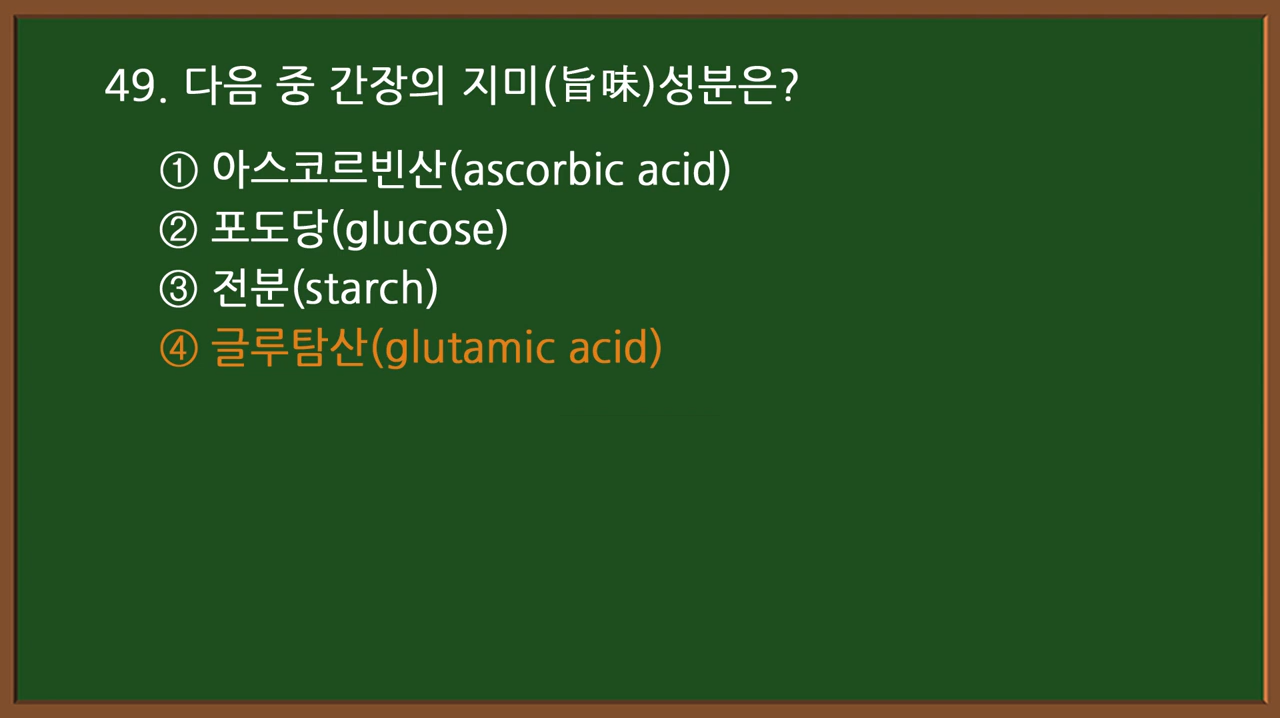 49. 다음 중 간장의 지미(旨味)성분은?
① 아스코르빈산(ascorbic acid)
② 포도당(glucose)
③ 전분(starch)
④ 글루탐산(glutamic acid)